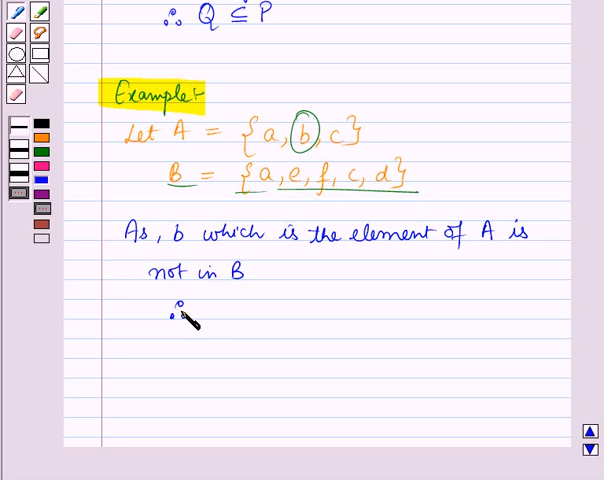 ∴ Q ⊆ P
Example:-
Let A = {a, b, c}
B = {a, e, f, c, d}
As, b which is the element of A is
not in B
∴